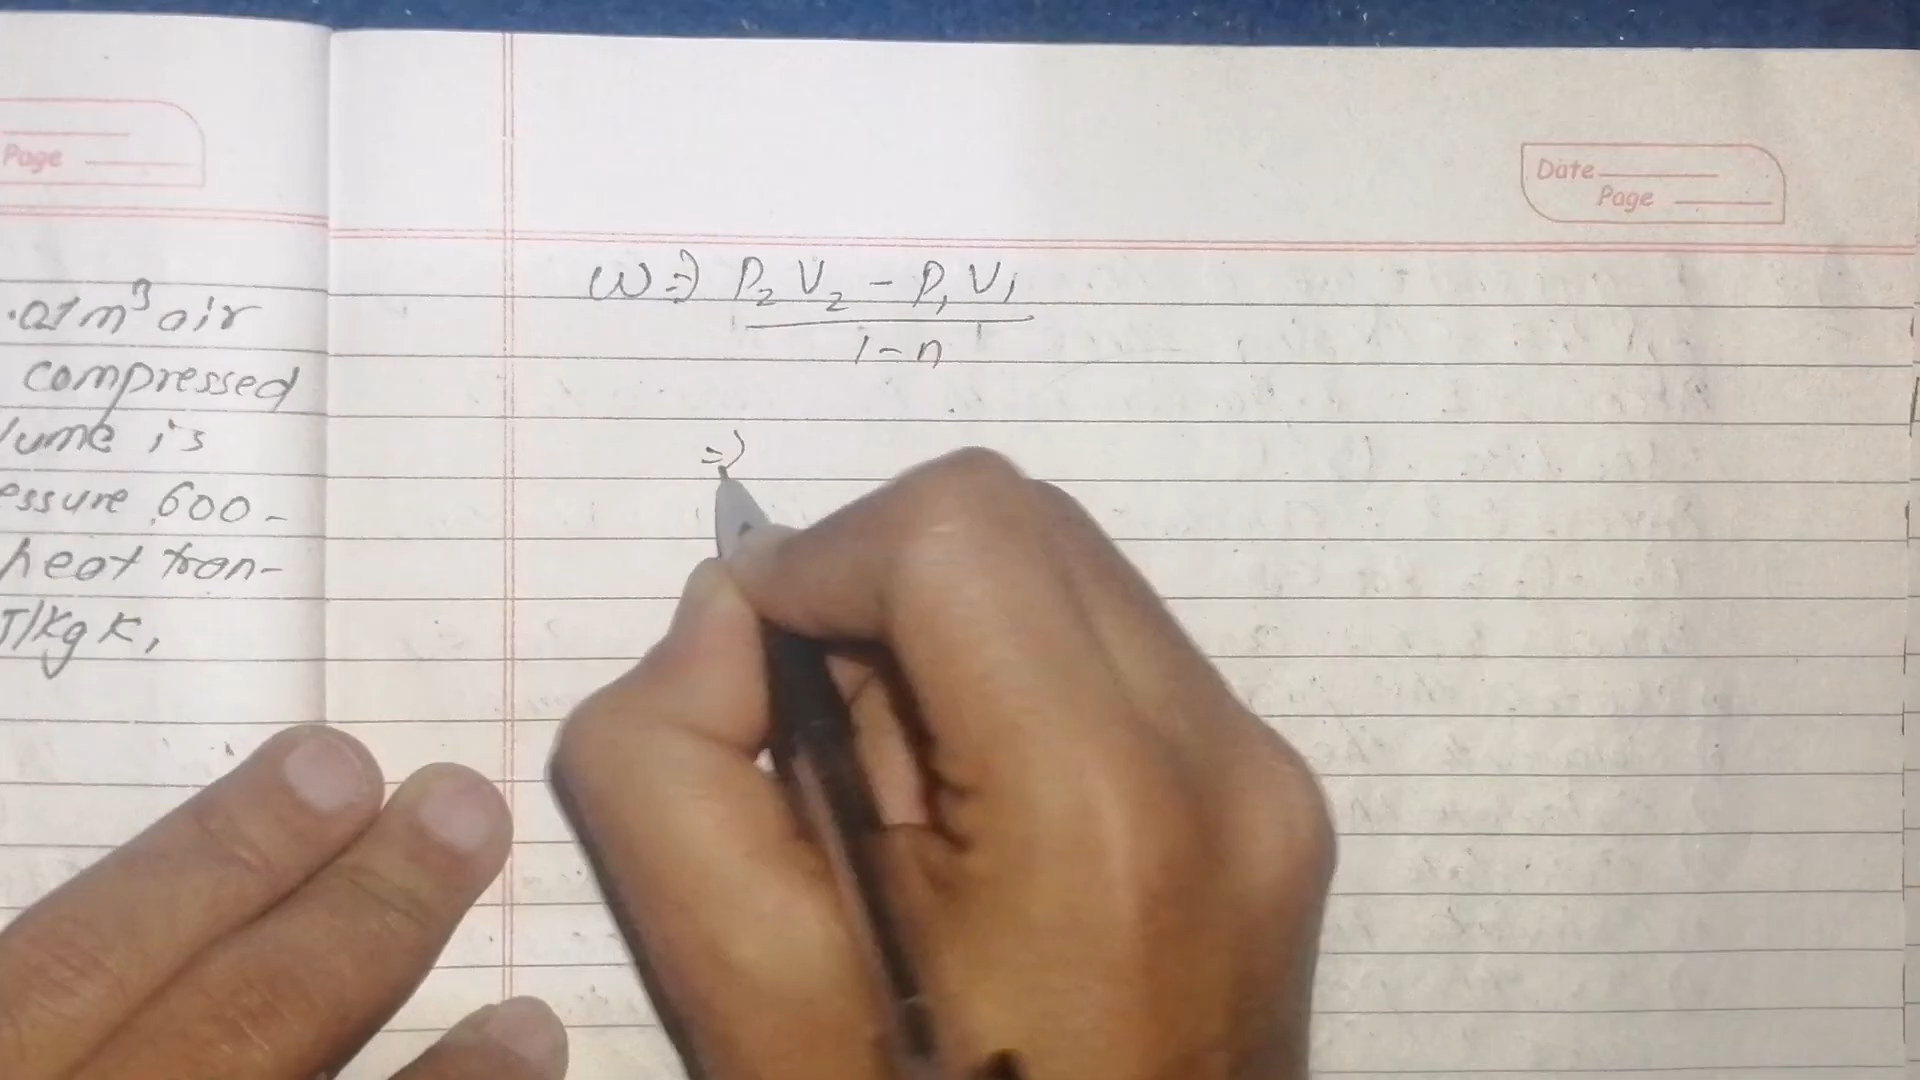 Page
.01m³ air
compressed
lume is
essure 600-
heat tran-
J/kg K,
Date
Page
W ⇒ P₂V₂ - P₁V₁
1-n
⇒